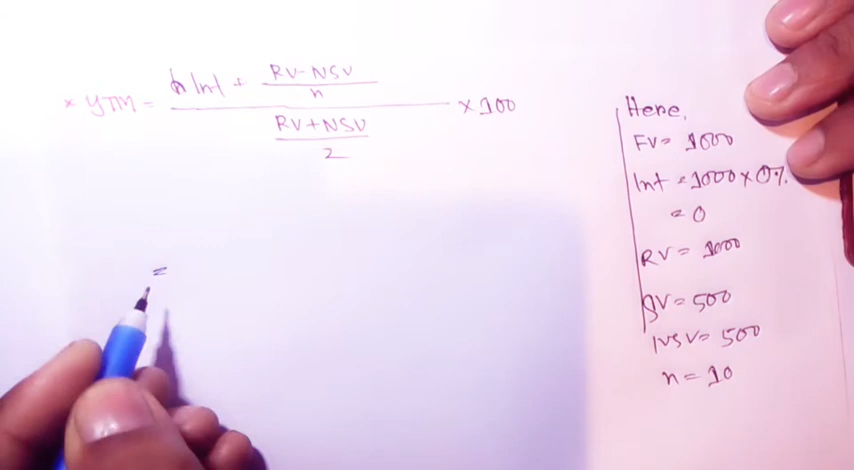 * YTM = Int + RV-NSV / n
RV+NSV / 2
× 100
=
Here,
FV = 1000
Int = 1000 × 0%
= 0
RV = 1000
SV = 500
NSV = 500
n = 10